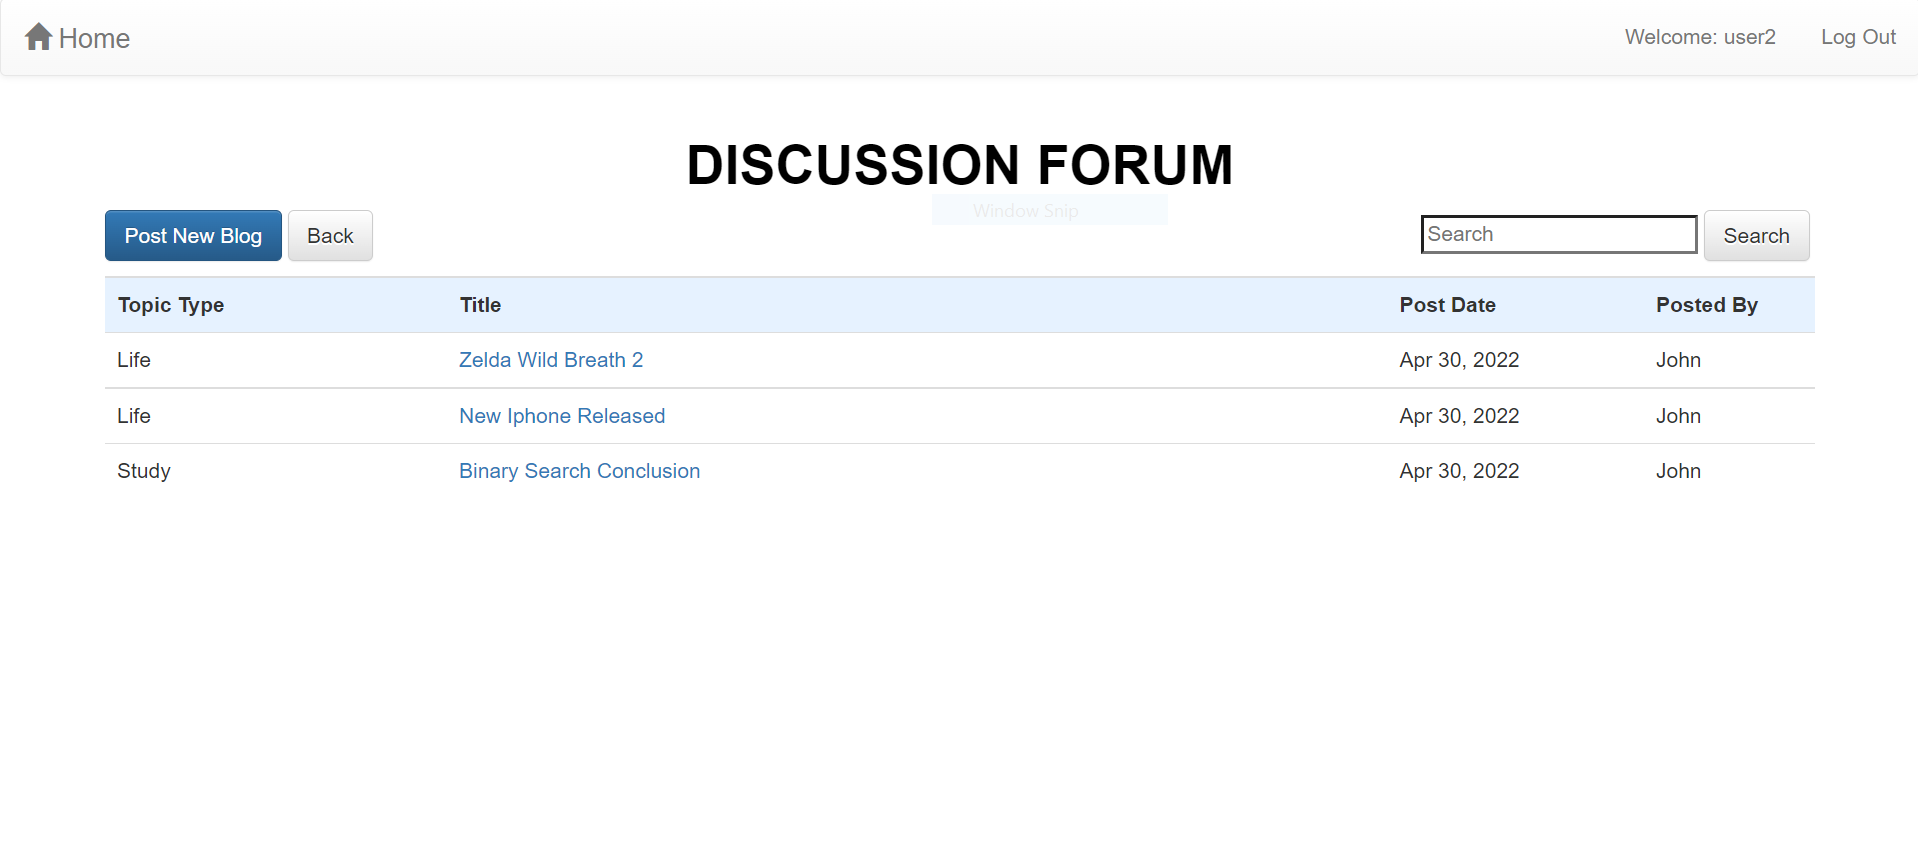 Home Welcome: user2 Log Out
DISCUSSION FORUM
Window Snip
Post New Blog Back Search Search
Topic Type Title Post Date Posted By
Life Zelda Wild Breath 2 Apr 30, 2022 John
Life New Iphone Released Apr 30, 2022 John
Study Binary Search Conclusion Apr 30, 2022 John